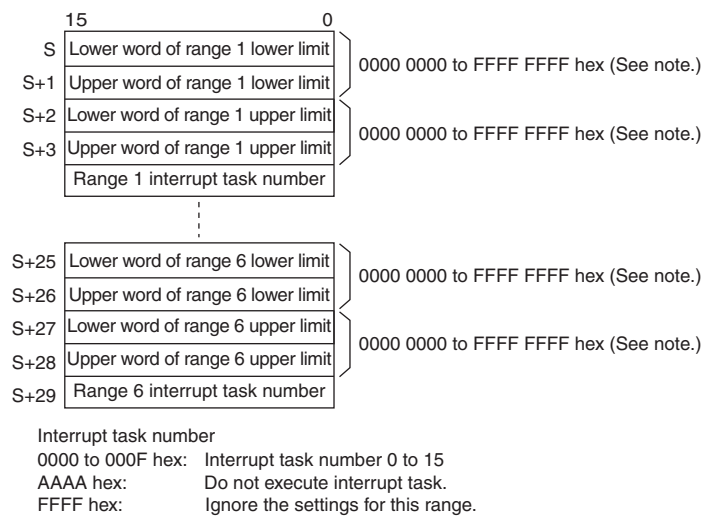 15 0
S Lower word of range 1 lower limit
S+1 Upper word of range 1 lower limit
0000 0000 to FFFF FFFF hex (See note.)
S+2 Lower word of range 1 upper limit
S+3 Upper word of range 1 upper limit
0000 0000 to FFFF FFFF hex (See note.)
Range 1 interrupt task number
S+25 Lower word of range 6 lower limit
S+26 Upper word of range 6 lower limit
0000 0000 to FFFF FFFF hex (See note.)
S+27 Lower word of range 6 upper limit
S+28 Upper word of range 6 upper limit
0000 0000 to FFFF FFFF hex (See note.)
S+29 Range 6 interrupt task number
Interrupt task number
0000 to 000F hex: Interrupt task number 0 to 15
AAAA hex: Do not execute interrupt task.
FFFF hex: Ignore the settings for this range.